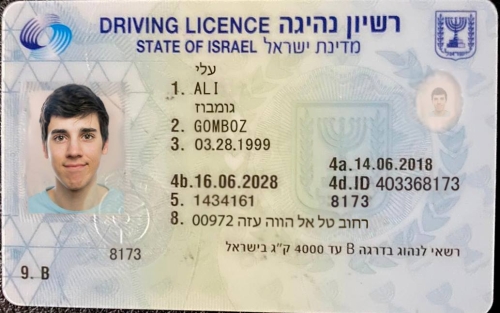 DRIVING LICENCE רשיון נהיגה
STATE OF ISRAEL מדינת ישראל
עלי
1. ALI
גומבוז
2. GOMBOZ
3. 03.28.1999
4a.14.06.2018
4b.16.06.2028 4d.ID 403368173
5. 1434161 8173
8. רחוב טל אל הווה עזה 00972
8173 רשאי לנהוג בדרגה B עד 4000 ק"ג בישראל
9. B